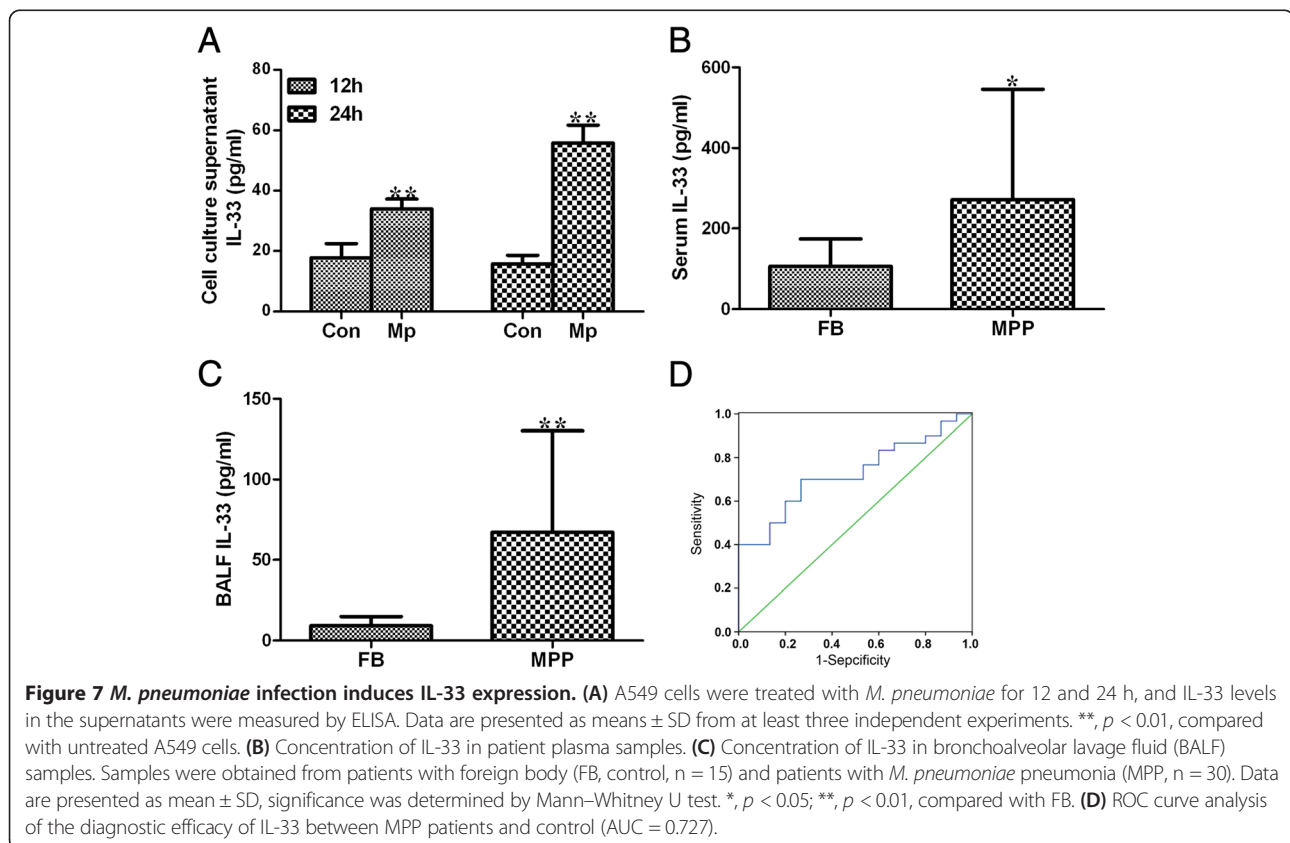 A
Cell culture supernatant
IL-33 (pg/ml)
80
60
40
20
0
12h
24h
**
**
Con
Mp
Con
Mp
B
Serum IL-33 (pg/ml)
600
400
200
0
*
FB
MPP
C
BALF IL-33 (pg/ml)
150
100
50
0
**
FB
MPP
D
Sensitivity
1.0
0.8
0.6
0.4
0.2
0.0
0.0 0.2 0.4 0.6 0.8 1.0
1-Sepcificity
Figure 7 M. pneumoniae infection induces IL-33 expression. (A) A549 cells were treated with M. pneumoniae for 12 and 24 h, and IL-33 levels
in the supernatants were measured by ELISA. Data are presented as means ± SD from at least three independent experiments. **, p < 0.01, compared
with untreated A549 cells. (B) Concentration of IL-33 in patient plasma samples. (C) Concentration of IL-33 in bronchoalveolar lavage fluid (BALF)
samples. Samples were obtained from patients with foreign body (FB, control, n = 15) and patients with M. pneumoniae pneumonia (MPP, n = 30). Data
are presented as mean ± SD, significance was determined by Mann–Whitney U test. *, p < 0.05; **, p < 0.01, compared with FB. (D) ROC curve analysis
of the diagnostic efficacy of IL-33 between MPP patients and control (AUC = 0.727).